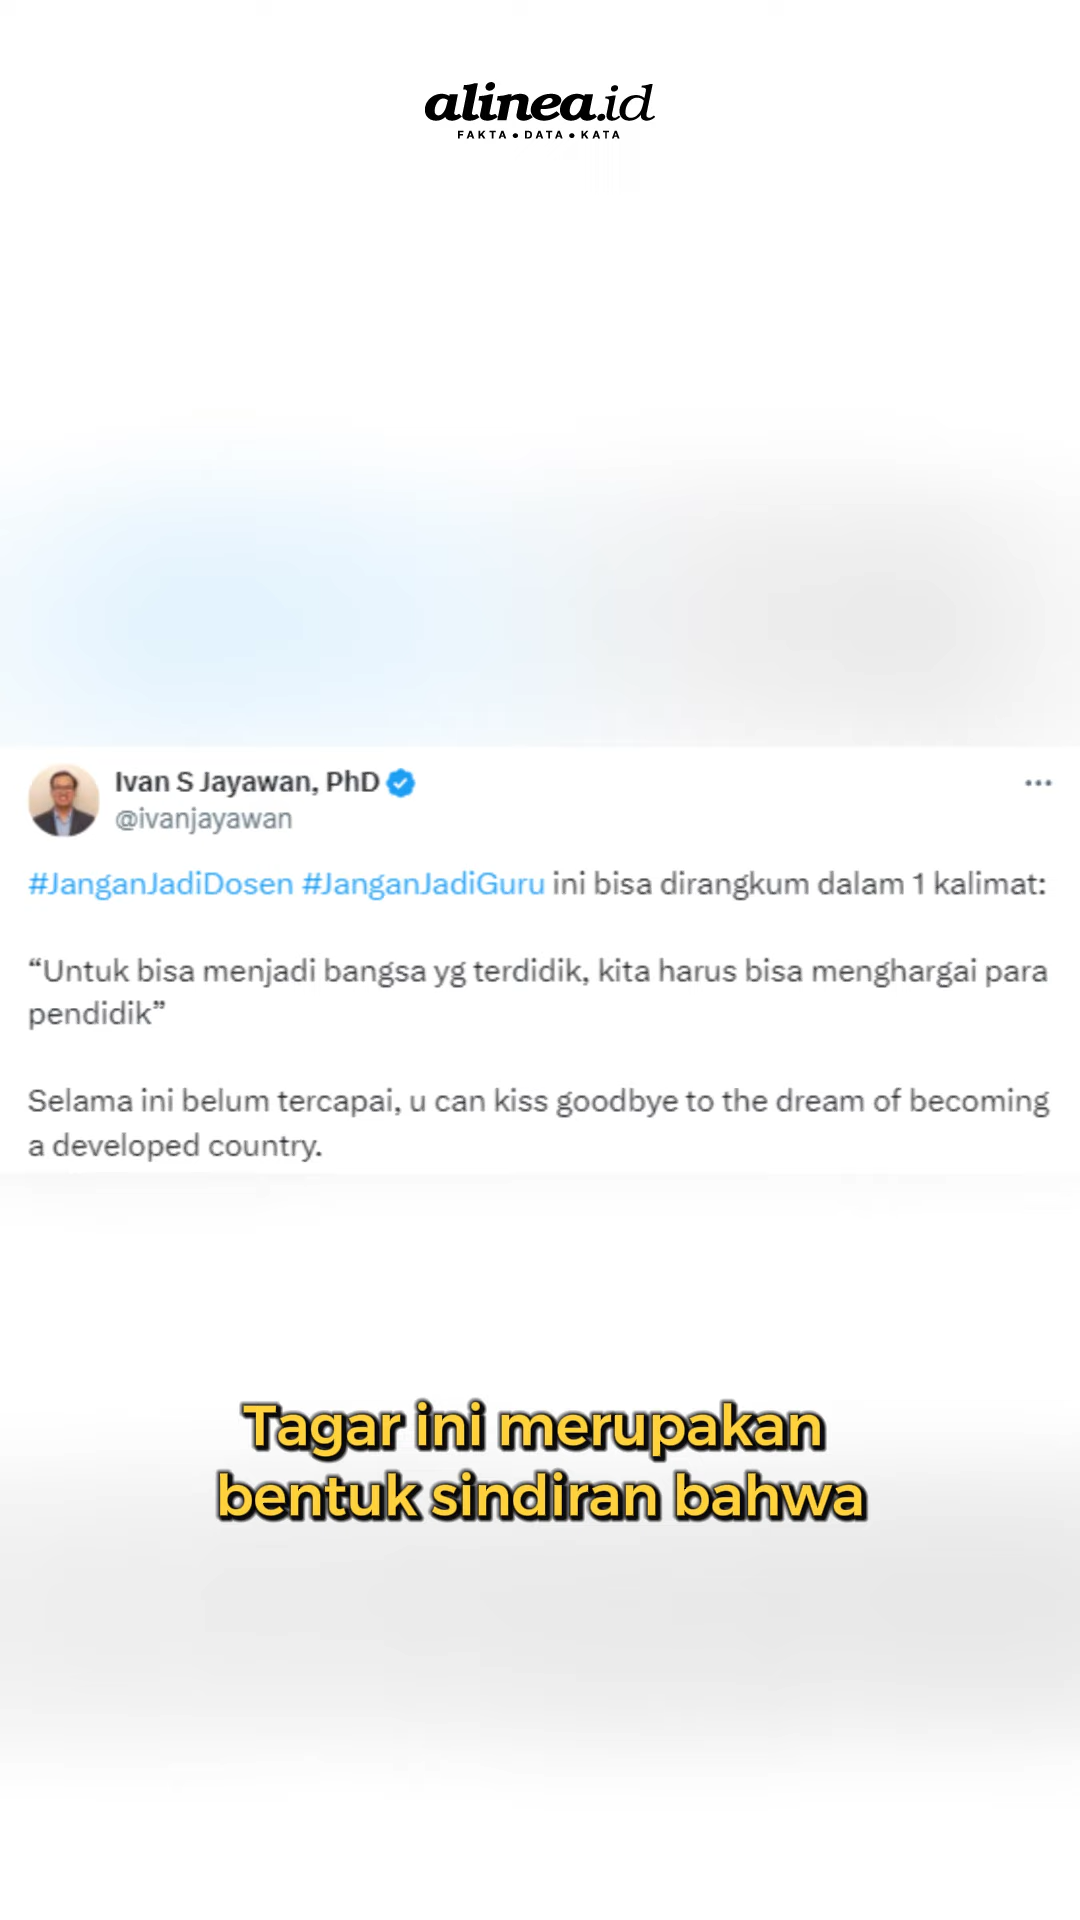 alinea.id
FAKTA • DATA • KATA
Ivan S Jayawan, PhD
@ivanjayawan
#JanganJadiDosen #JanganJadiGuru ini bisa dirangkum dalam 1 kalimat:
“Untuk bisa menjadi bangsa yg terdidik, kita harus bisa menghargai para
pendidik”
Selama ini belum tercapai, u can kiss goodbye to the dream of becoming
a developed country.
Tagar ini merupakan
bentuk sindiran bahwa